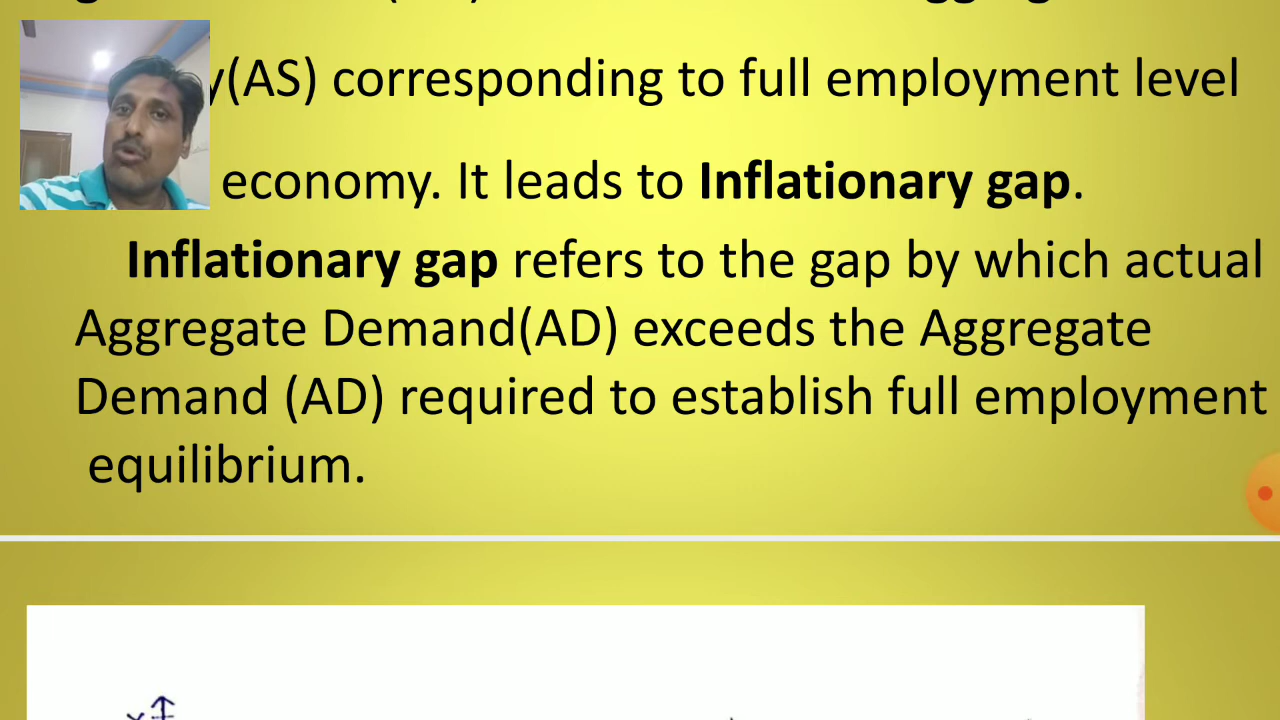 y(AS) corresponding to full employment level
economy. It leads to Inflationary gap.
Inflationary gap refers to the gap by which actual
Aggregate Demand(AD) exceeds the Aggregate
Demand (AD) required to establish full employment
equilibrium.